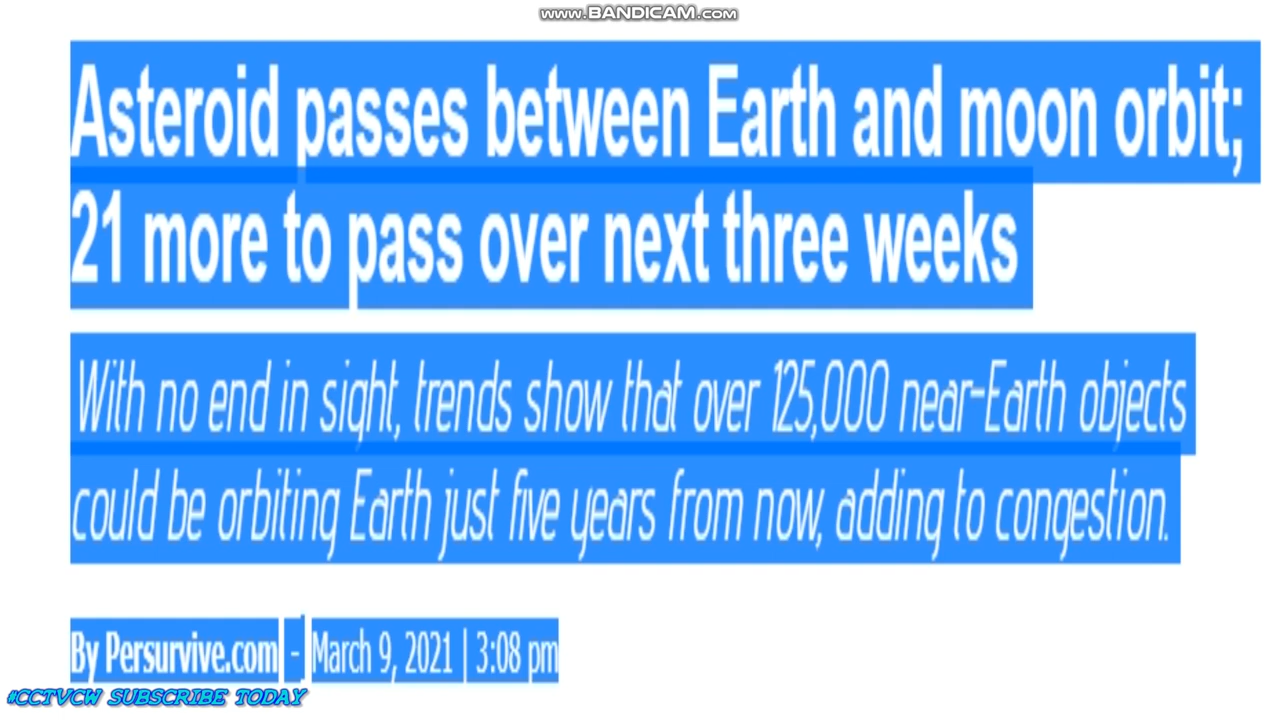 www.BANDICAM.com
Asteroid passes between Earth and moon orbit;
21 more to pass over next three weeks
With no end in sight, trends show that over 125,000 near-Earth objects
could be orbiting Earth just five years from now, adding to congestion.
By Persurvive.com - March 9, 2021 | 3:08 pm
#CCTVCW SUBSCRIBE TODAY